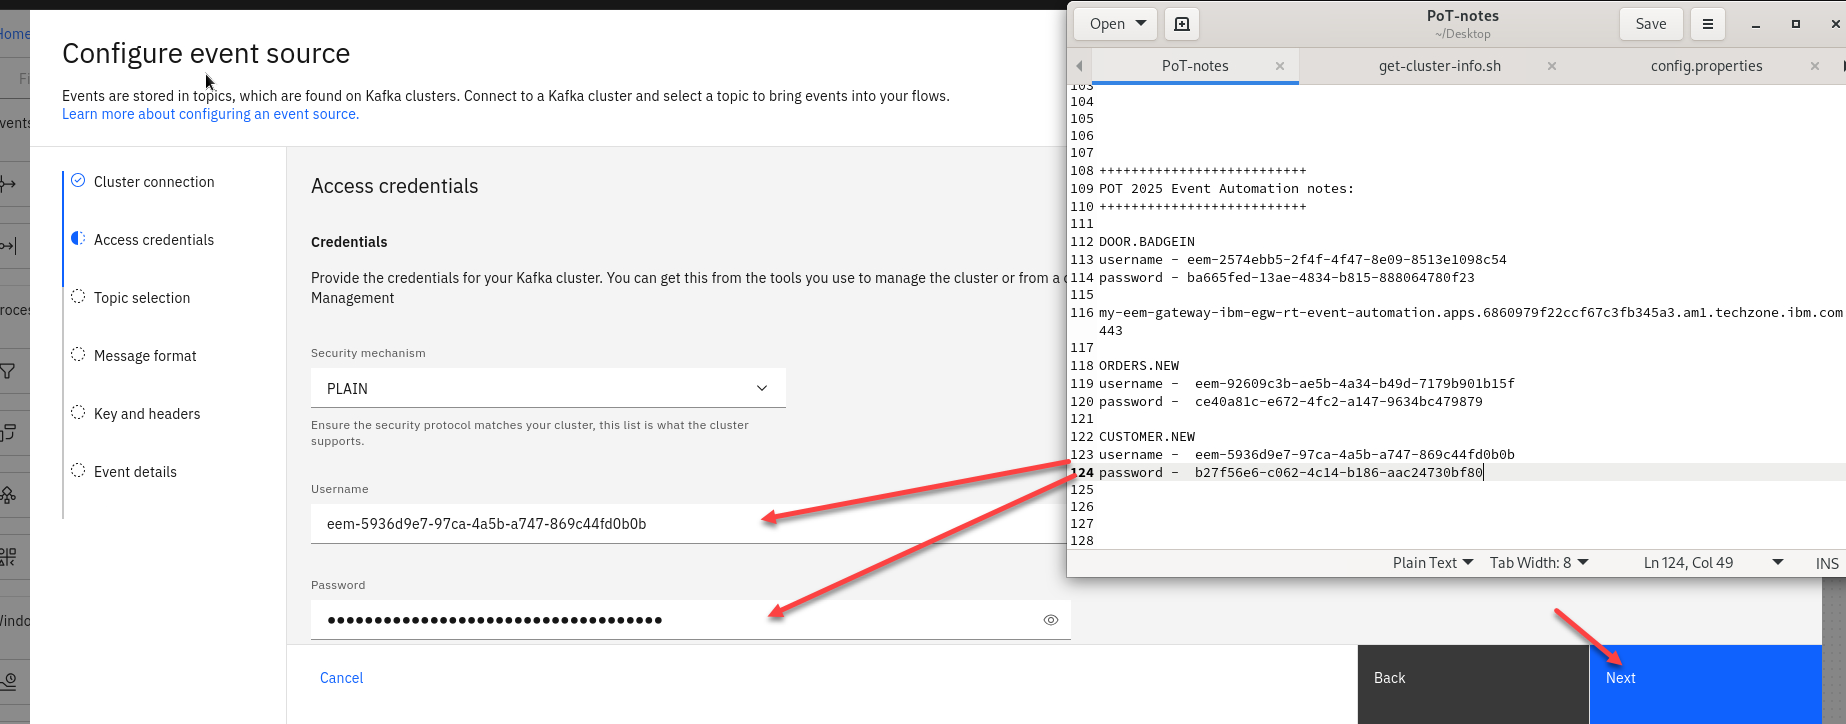 Home
Configure event source
Events are stored in topics, which are found on Kafka clusters. Connect to a Kafka cluster and select a topic to bring events into your flows.
Learn more about configuring an event source.
Cluster connection
Access credentials
Topic selection
Message format
Key and headers
Event details
Access credentials
Credentials
Provide the credentials for your Kafka cluster. You can get this from the tools you use to manage the cluster or from a
Management
Security mechanism
PLAIN
Ensure the security protocol matches your cluster, this list is what the cluster
supports.
Username
eem-5936d9e7-97ca-4a5b-a747-869c44fd0b0b
Password
Cancel
Back
Next
Open
PoT-notes
~/Desktop
Save
PoT-notes
get-cluster-info.sh
config.properties
103
104
105
106
107
108 ++++++++++++++++++++++++++
109 POT 2025 Event Automation notes:
110 ++++++++++++++++++++++++++
111
112 DOOR.BADGEIN
113 username - eem-2574ebb5-2f4f-4f47-8e09-8513e1098c54
114 password - ba665fed-13ae-4834-b815-888064780f23
115
116 my-eem-gateway-ibm-egw-rt-event-automation.apps.6860979f22ccf67c3fb345a3.am1.techzone.ibm.com
443
117
118 ORDERS.NEW
119 username -  eem-92609c3b-ae5b-4a34-b49d-7179b901b15f
120 password -  ce40a81c-e672-4fc2-a147-9634bc479879
121
122 CUSTOMER.NEW
123 username -  eem-5936d9e7-97ca-4a5b-a747-869c44fd0b0b
124 password -  b27f56e6-c062-4c14-b186-aac24730bf80
125
126
127
128
Plain Text
Tab Width: 8
Ln 124, Col 49
INS